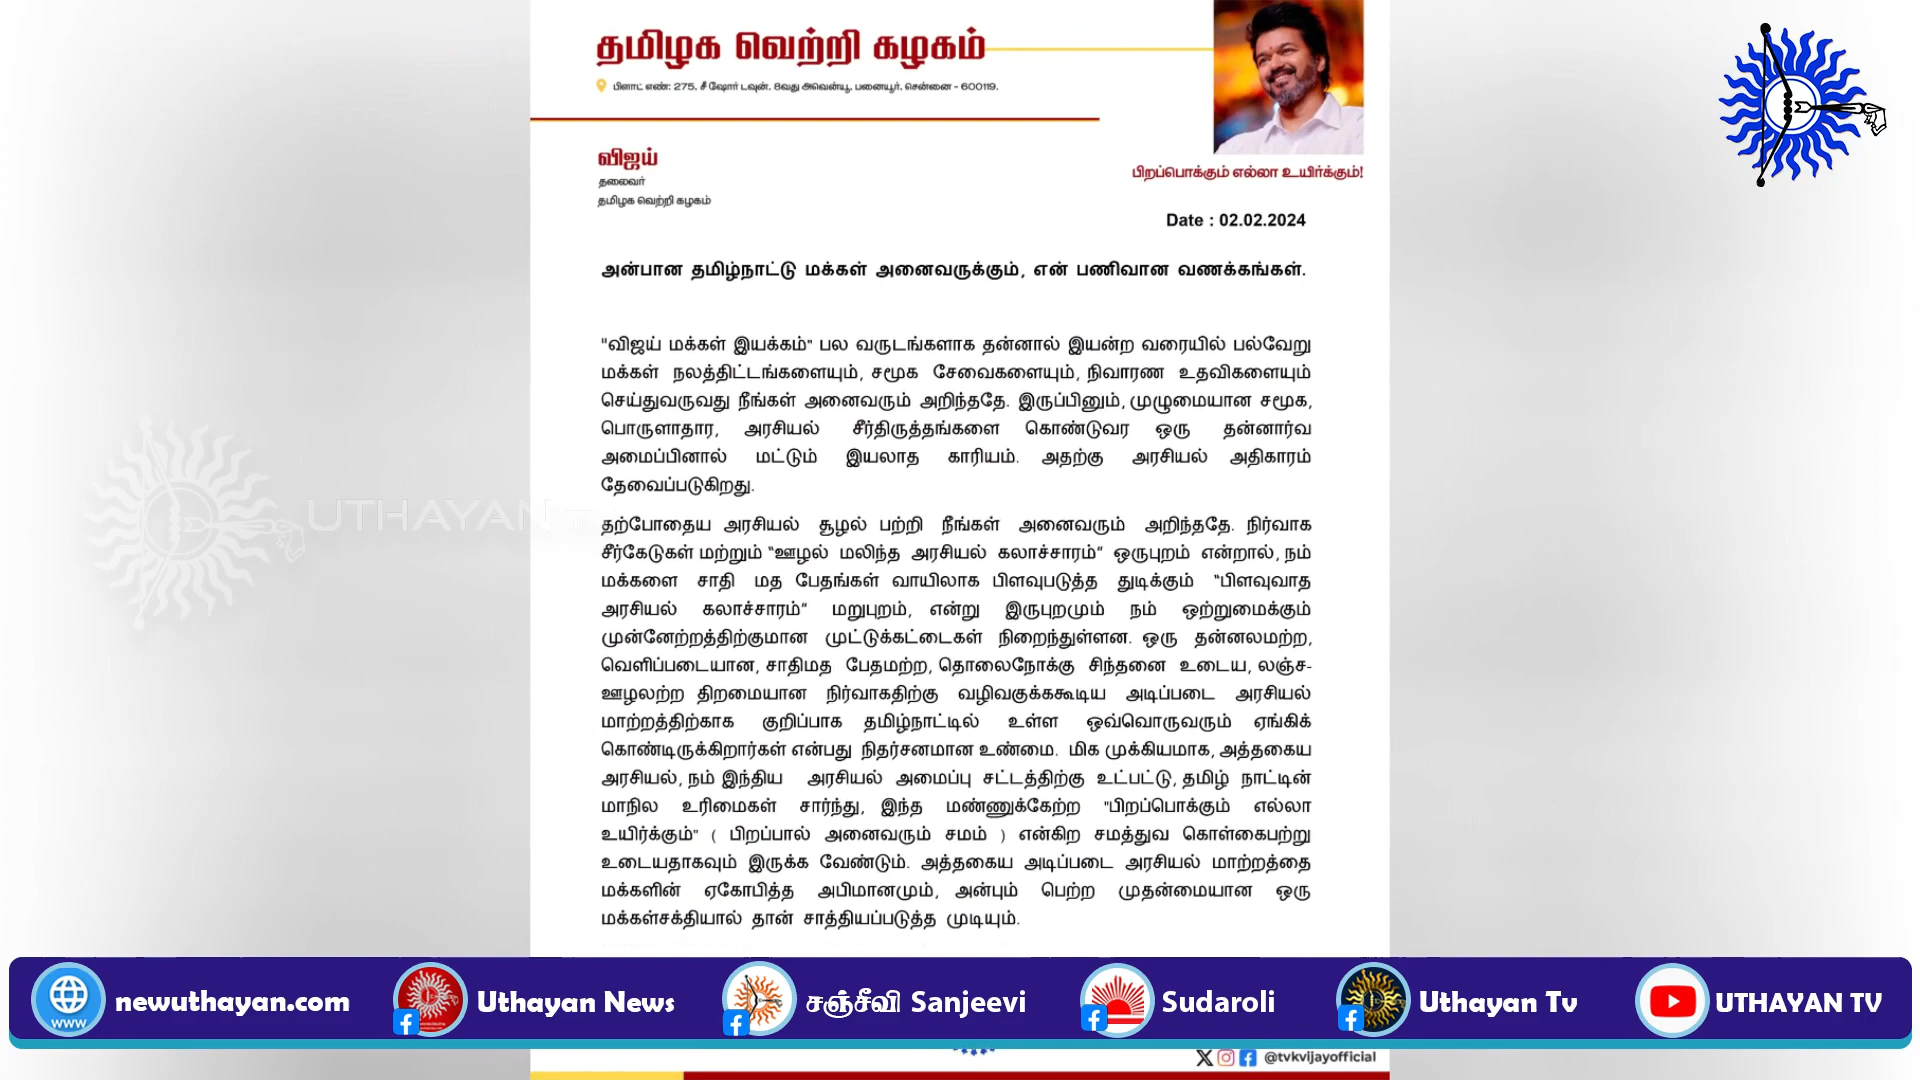 தமிழக வெற்றி கழகம்
பிளாட் எண்: 275, சீ ஷோர் டவுன், 8வது அவென்யூ, பனையூர், சென்னை - 600119.
விஜய்
தலைவர்
தமிழக வெற்றி கழகம்
பிறப்பொக்கும் எல்லா உயிர்க்கும்!
Date : 02.02.2024
அன்பான தமிழ்நாட்டு மக்கள் அனைவருக்கும், என் பணிவான வணக்கங்கள்.
"விஜய் மக்கள் இயக்கம்" பல வருடங்களாக தன்னால் இயன்ற வரையில் பல்வேறு
மக்கள் நலத்திட்டங்களையும், சமூக சேவைகளையும், நிவாரண உதவிகளையும்
செய்துவருவது நீங்கள் அனைவரும் அறிந்ததே. இருப்பினும், முழுமையான சமூக,
பொருளாதார, அரசியல் சீர்திருத்தங்களை கொண்டுவர ஒரு தன்னார்வ
அமைப்பினால் மட்டும் இயலாத காரியம். அதற்கு அரசியல் அதிகாரம்
தேவைப்படுகிறது.
தற்போதைய அரசியல் சூழல் பற்றி நீங்கள் அனைவரும் அறிந்ததே. நிர்வாக
சீர்கேடுகள் மற்றும் "ஊழல் மலிந்த அரசியல் கலாச்சாரம்" ஒருபுறம் என்றால், நம்
மக்களை சாதி மத பேதங்கள் வாயிலாக பிளவுபடுத்த துடிக்கும் "பிளவுவாத
அரசியல் கலாச்சாரம்" மறுபுறம், என்று இருபுறமும் நம் ஒற்றுமைக்கும்
முன்னேற்றத்திற்குமான முட்டுக்கட்டைகள் நிறைந்துள்ளன. ஒரு தன்னலமற்ற,
வெளிப்படையான, சாதிமத பேதமற்ற, தொலைநோக்கு சிந்தனை உடைய, லஞ்ச-
ஊழலற்ற திறமையான நிர்வாகதிற்கு வழிவகுக்ககூடிய அடிப்படை அரசியல்
மாற்றத்திற்காக குறிப்பாக தமிழ்நாட்டில் உள்ள ஒவ்வொருவரும் ஏங்கிக்
கொண்டிருக்கிறார்கள் என்பது நிதர்சனமான உண்மை. மிக முக்கியமாக, அத்தகைய
அரசியல், நம் இந்திய அரசியல் அமைப்பு சட்டத்திற்கு உட்பட்டு, தமிழ் நாட்டின்
மாநில உரிமைகள் சார்ந்து, இந்த மண்ணுக்கேற்ற "பிறப்பொக்கும் எல்லா
உயிர்க்கும்" ( பிறப்பால் அனைவரும் சமம் ) என்கிற சமத்துவ கொள்கைபற்று
உடையதாகவும் இருக்க வேண்டும். அத்தகைய அடிப்படை அரசியல் மாற்றத்தை
மக்களின் ஏகோபித்த அபிமானமும், அன்பும் பெற்ற முதன்மையான ஒரு
மக்கள்சக்தியால் தான் சாத்தியப்படுத்த முடியும்.
UTHAYAN TV
WWW newuthayan.com
Uthayan News
சஞ்சீவி Sanjeevi
Sudaroli
Uthayan Tv
UTHAYAN TV
@tvkvijayofficial